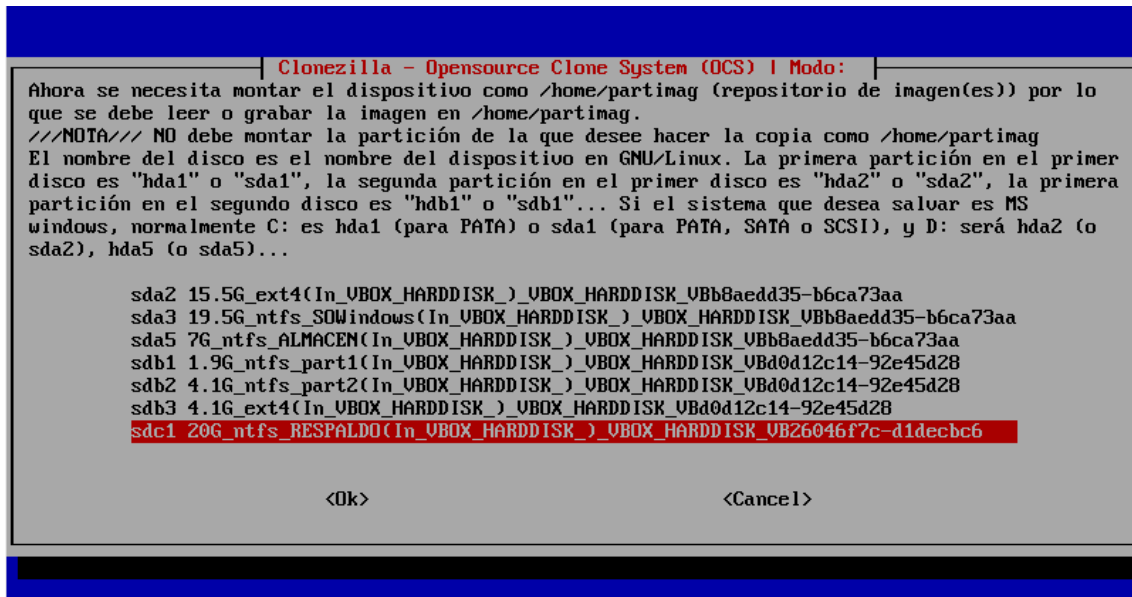 Clonezilla - Opensource Clone System (OCS) | Modo:
Ahora se necesita montar el dispositivo como /home/partimag (repositorio de imagen(es)) por lo
que se debe leer o grabar la imagen en /home/partimag.
///NOTA/// NO debe montar la partición de la que desee hacer la copia como /home/partimag
El nombre del disco es el nombre del dispositivo en GNU/Linux. La primera partición en el primer
disco es "hda1" o "sda1", la segunda partición en el primer disco es "hda2" o "sda2", la primera
partición en el segundo disco es "hdb1" o "sdb1"... Si el sistema que desea salvar es MS
windows, normalmente C: es hda1 (para PATA) o sda1 (para PATA, SATA o SCSI), y D: será hda2 (o
sda2), hda5 (o sda5)...
sda2 15.5G_ext4(In_VBOX_HARDDISK_)_VBOX_HARDDISK_VBb8aedd35-b6ca73aa
sda3 19.5G_ntfs_SOWindows(In_VBOX_HARDDISK_)_VBOX_HARDDISK_VBb8aedd35-b6ca73aa
sda5 7G_ntfs_ALMACEN(In_VBOX_HARDDISK_)_VBOX_HARDDISK_VBb8aedd35-b6ca73aa
sdb1 1.9G_ntfs_part1(In_VBOX_HARDDISK_)_VBOX_HARDDISK_VBd0d12c14-92e45d28
sdb2 4.1G_ntfs_part2(In_VBOX_HARDDISK_)_VBOX_HARDDISK_VBd0d12c14-92e45d28
sdb3 4.1G_ext4(In_VBOX_HARDDISK_)_VBOX_HARDDISK_VBd0d12c14-92e45d28
sdc1 20G_ntfs_RESPALDO(In_VBOX_HARDDISK_)_VBOX_HARDDISK_VB26046f7c-d1decbc6
<Ok> <Cancel>